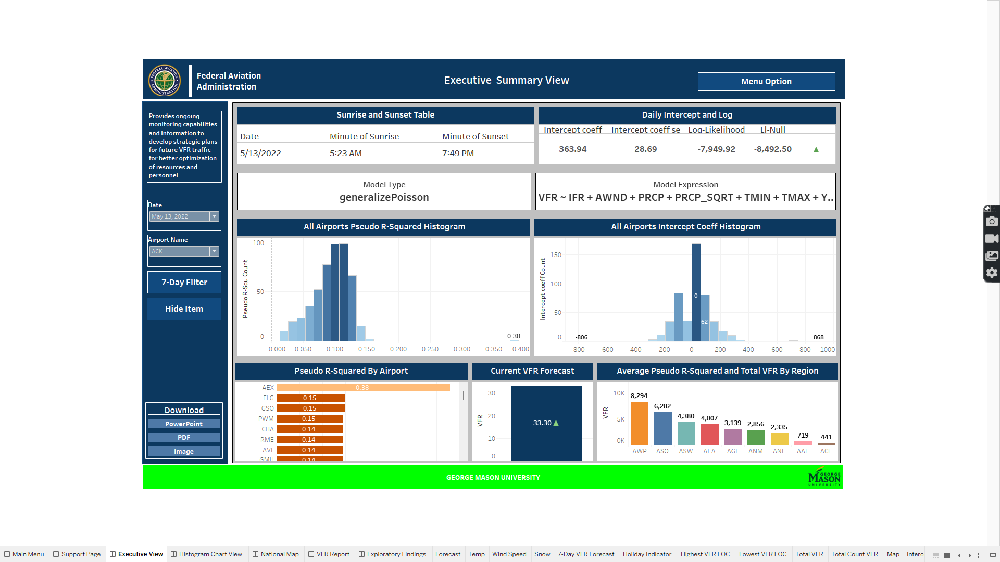 Federal Aviation
Administration
Executive Summary View
Menu Option
Provides ongoing
monitoring capabilities
and information to
develop strategic plans
for future VFR traffic
for better optimization
of resources and
personnel.
Date
May 13, 2022
Airport Name
ACK
7-Day Filter
Hide Item
Download
PowerPoint
PDF
Image
Sunrise and Sunset Table
Date Minute of Sunrise Minute of Sunset
5/13/2022 5:23 AM 7:49 PM
Daily Intercept and Log
Intercept coeff Intercept coeff se Log-Likelihood Ll-Null
363.94 28.69 -7,949.92 -8,492.50 ▲
Model Type
generalizePoisson
Model Expression
VFR ~ IFR + AWND + PRCP + PRCP_SQRT + TMIN + TMAX + Y..
All Airports Pseudo R-Squared Histogram
Pseudo R-Squ Count
100
50
0
0.38
0.000 0.050 0.100 0.150 0.200 0.250 0.300 0.350 0.400
All Airports Intercept Coeff Histogram
Intercept coeff Count
150
100
50
0
0
62
-806
868
-800 -600 -400 -200 0 200 400 600 800 1000
Pseudo R-Squared By Airport
AEX 0.38
FLG 0.15
GSO 0.15
PWM 0.15
CHA 0.14
RME 0.14
AVL 0.14
GMU 0.14
Current VFR Forecast
VFR
30
20
10
0
33.30 ▲
Average Pseudo R-Squared and Total VFR By Region
VFR
10K
5K
0K
8,294 6,282 4,380 4,007 3,139 2,856 2,335 719 441
AWP ASO ASW AEA AGL ANM ANE AAL ACE
GEORGE MASON UNIVERSITY
GEORGE
MASON
UNIVERSITY
Main Menu Support Page Executive View Histogram Chart View National Map VFR Report Exploratory Findings Forecast Temp Wind Speed Snow 7-Day VFR Forecast Holiday Indicator Highest VFR LOC Lowest VFR LOC Total VFR Total Count VFR Map Interc